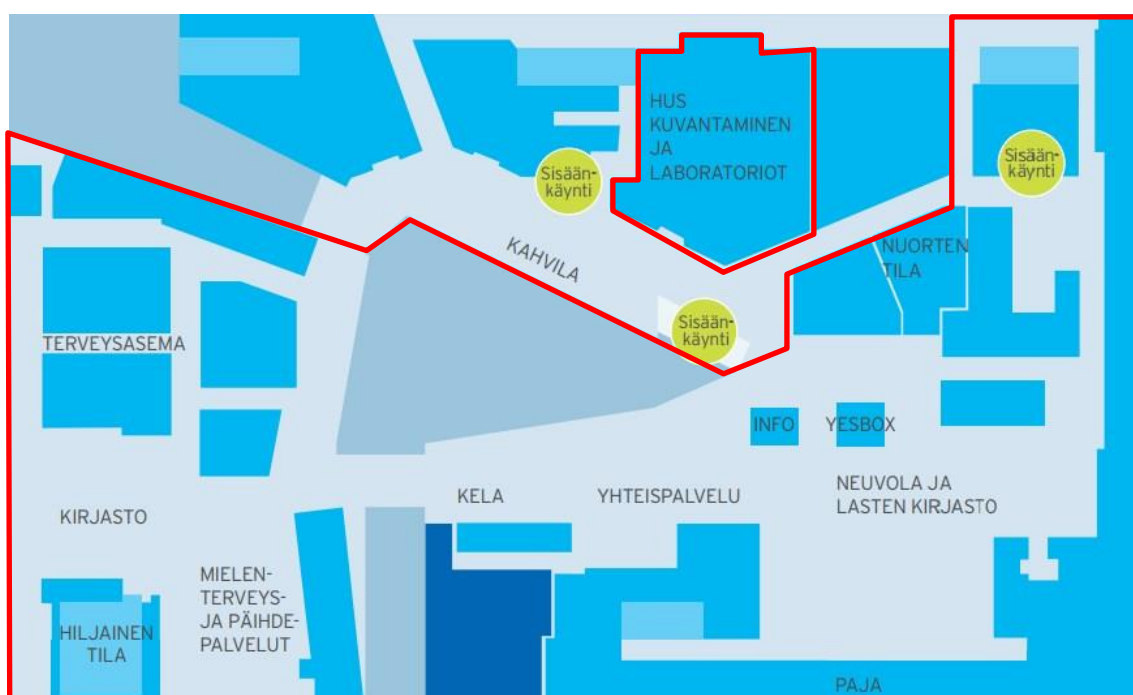 HUS
KUVANTAMINEN
JA
LABORATORIOT
Sisään-
käynti
Sisään-
käynti
KAHVILA
NUORTEN
TILA
Sisään-
käynti
TERVEYSASEMA
INFO
YESBOX
KELA
YHTEISPALVELU
NEUVOLA JA
LASTEN KIRJASTO
KIRJASTO
MIELEN-
TERVEYS-
JA PÄIHDE-
PALVELUT
HILJAINEN
TILA
PAJA